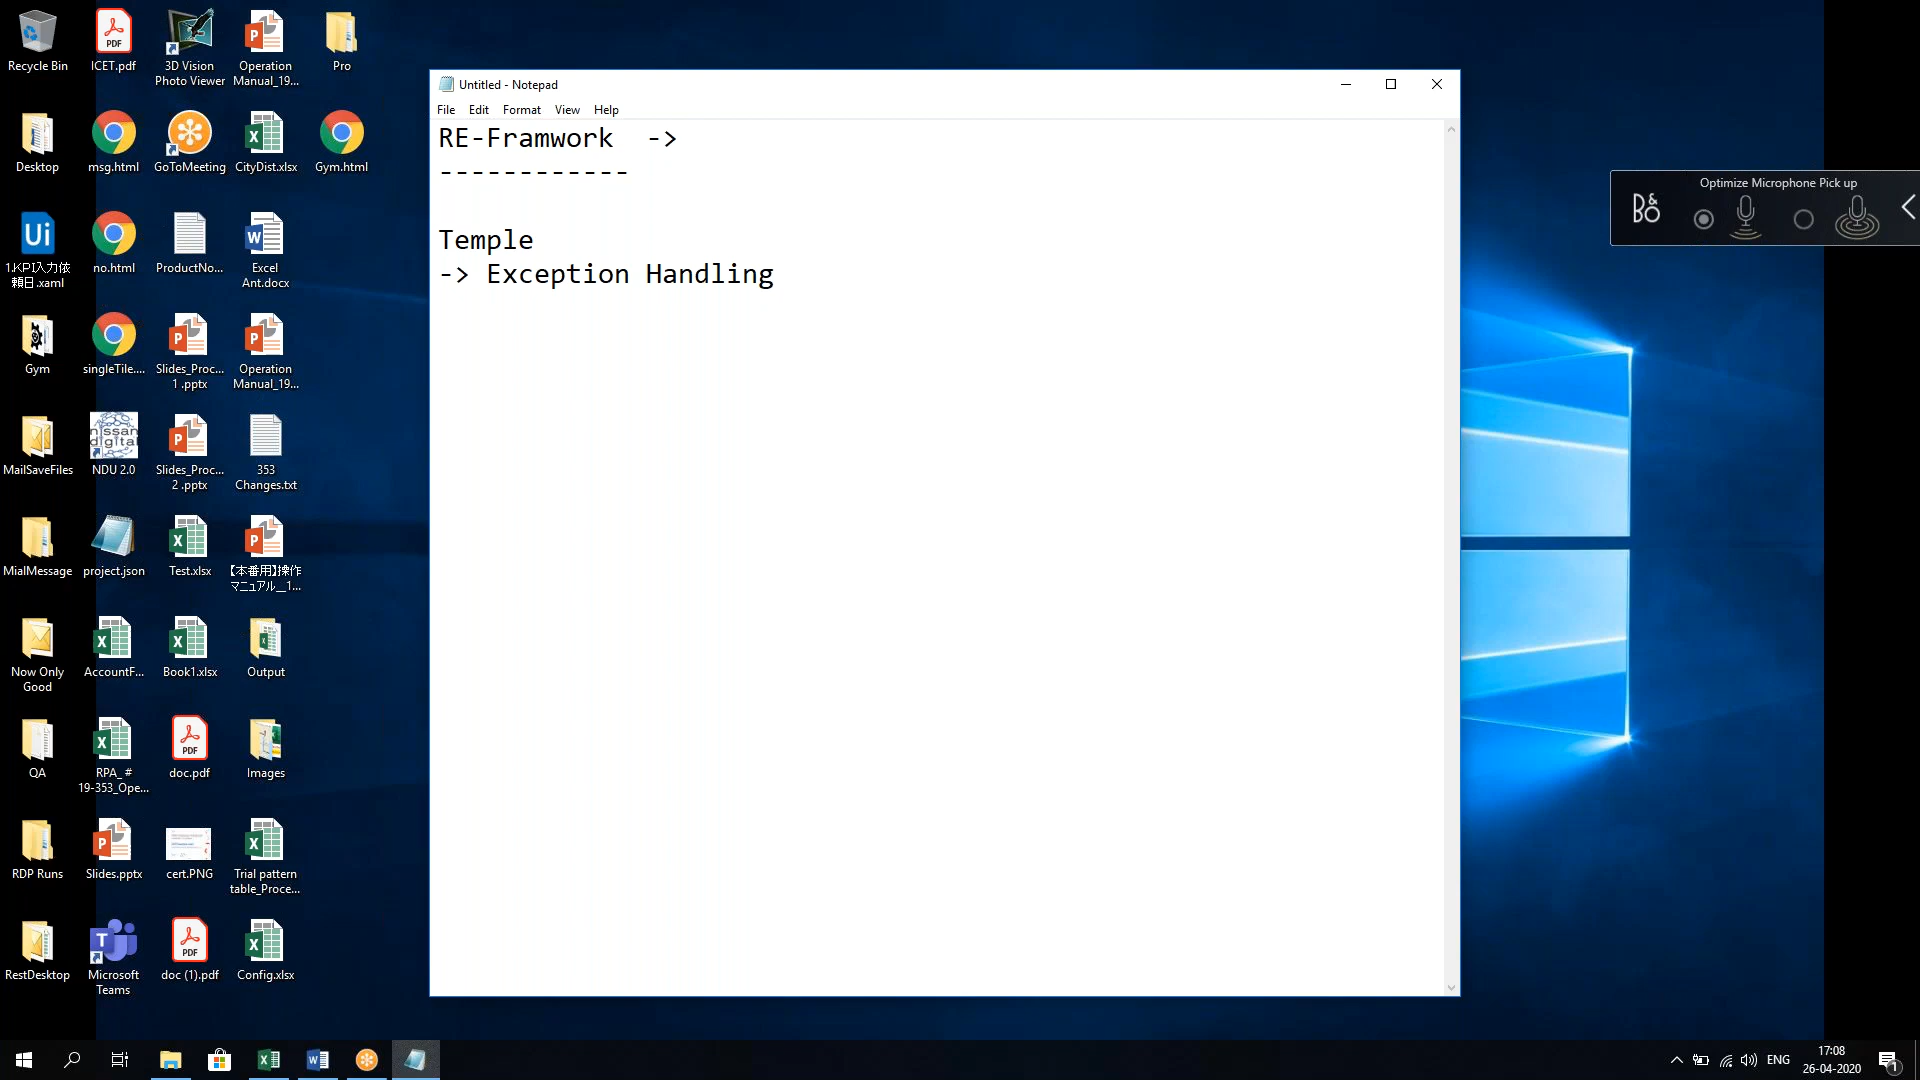 Recycle Bin
ICET.pdf
3D Vision
Photo Viewer
Operation
Manual_19...
Pro
Desktop
msg.html
GoToMeeting
CityDist.xlsx
Gym.html
1.KPI入力依
頼日.xaml
no.html
ProductNo...
Excel
Ant.docx
Gym
singleTile....
Slides_Proc...
1 .pptx
Operation
Manual_19...
MailSaveFiles
nissan
digital
NDU 2.0
Slides_Proc...
2 .pptx
353
Changes.txt
MialMessage
project.json
Test.xlsx
【本番用】操作
マニュアル__1...
Now Only
Good
AccountF...
Book1.xlsx
Output
QA
RPA_ #
19-353_Ope...
doc.pdf
Images
RDP Runs
Slides.pptx
cert.PNG
Trial pattern
table_Proce...
RestDesktop
Microsoft
Teams
doc (1).pdf
Config.xlsx
Untitled - Notepad
File Edit Format View Help
RE-Framwork  ->
------------
Temple
-> Exception Handling
Optimize Microphone Pick up
B&O
ENG
17:08
26-04-2020
1